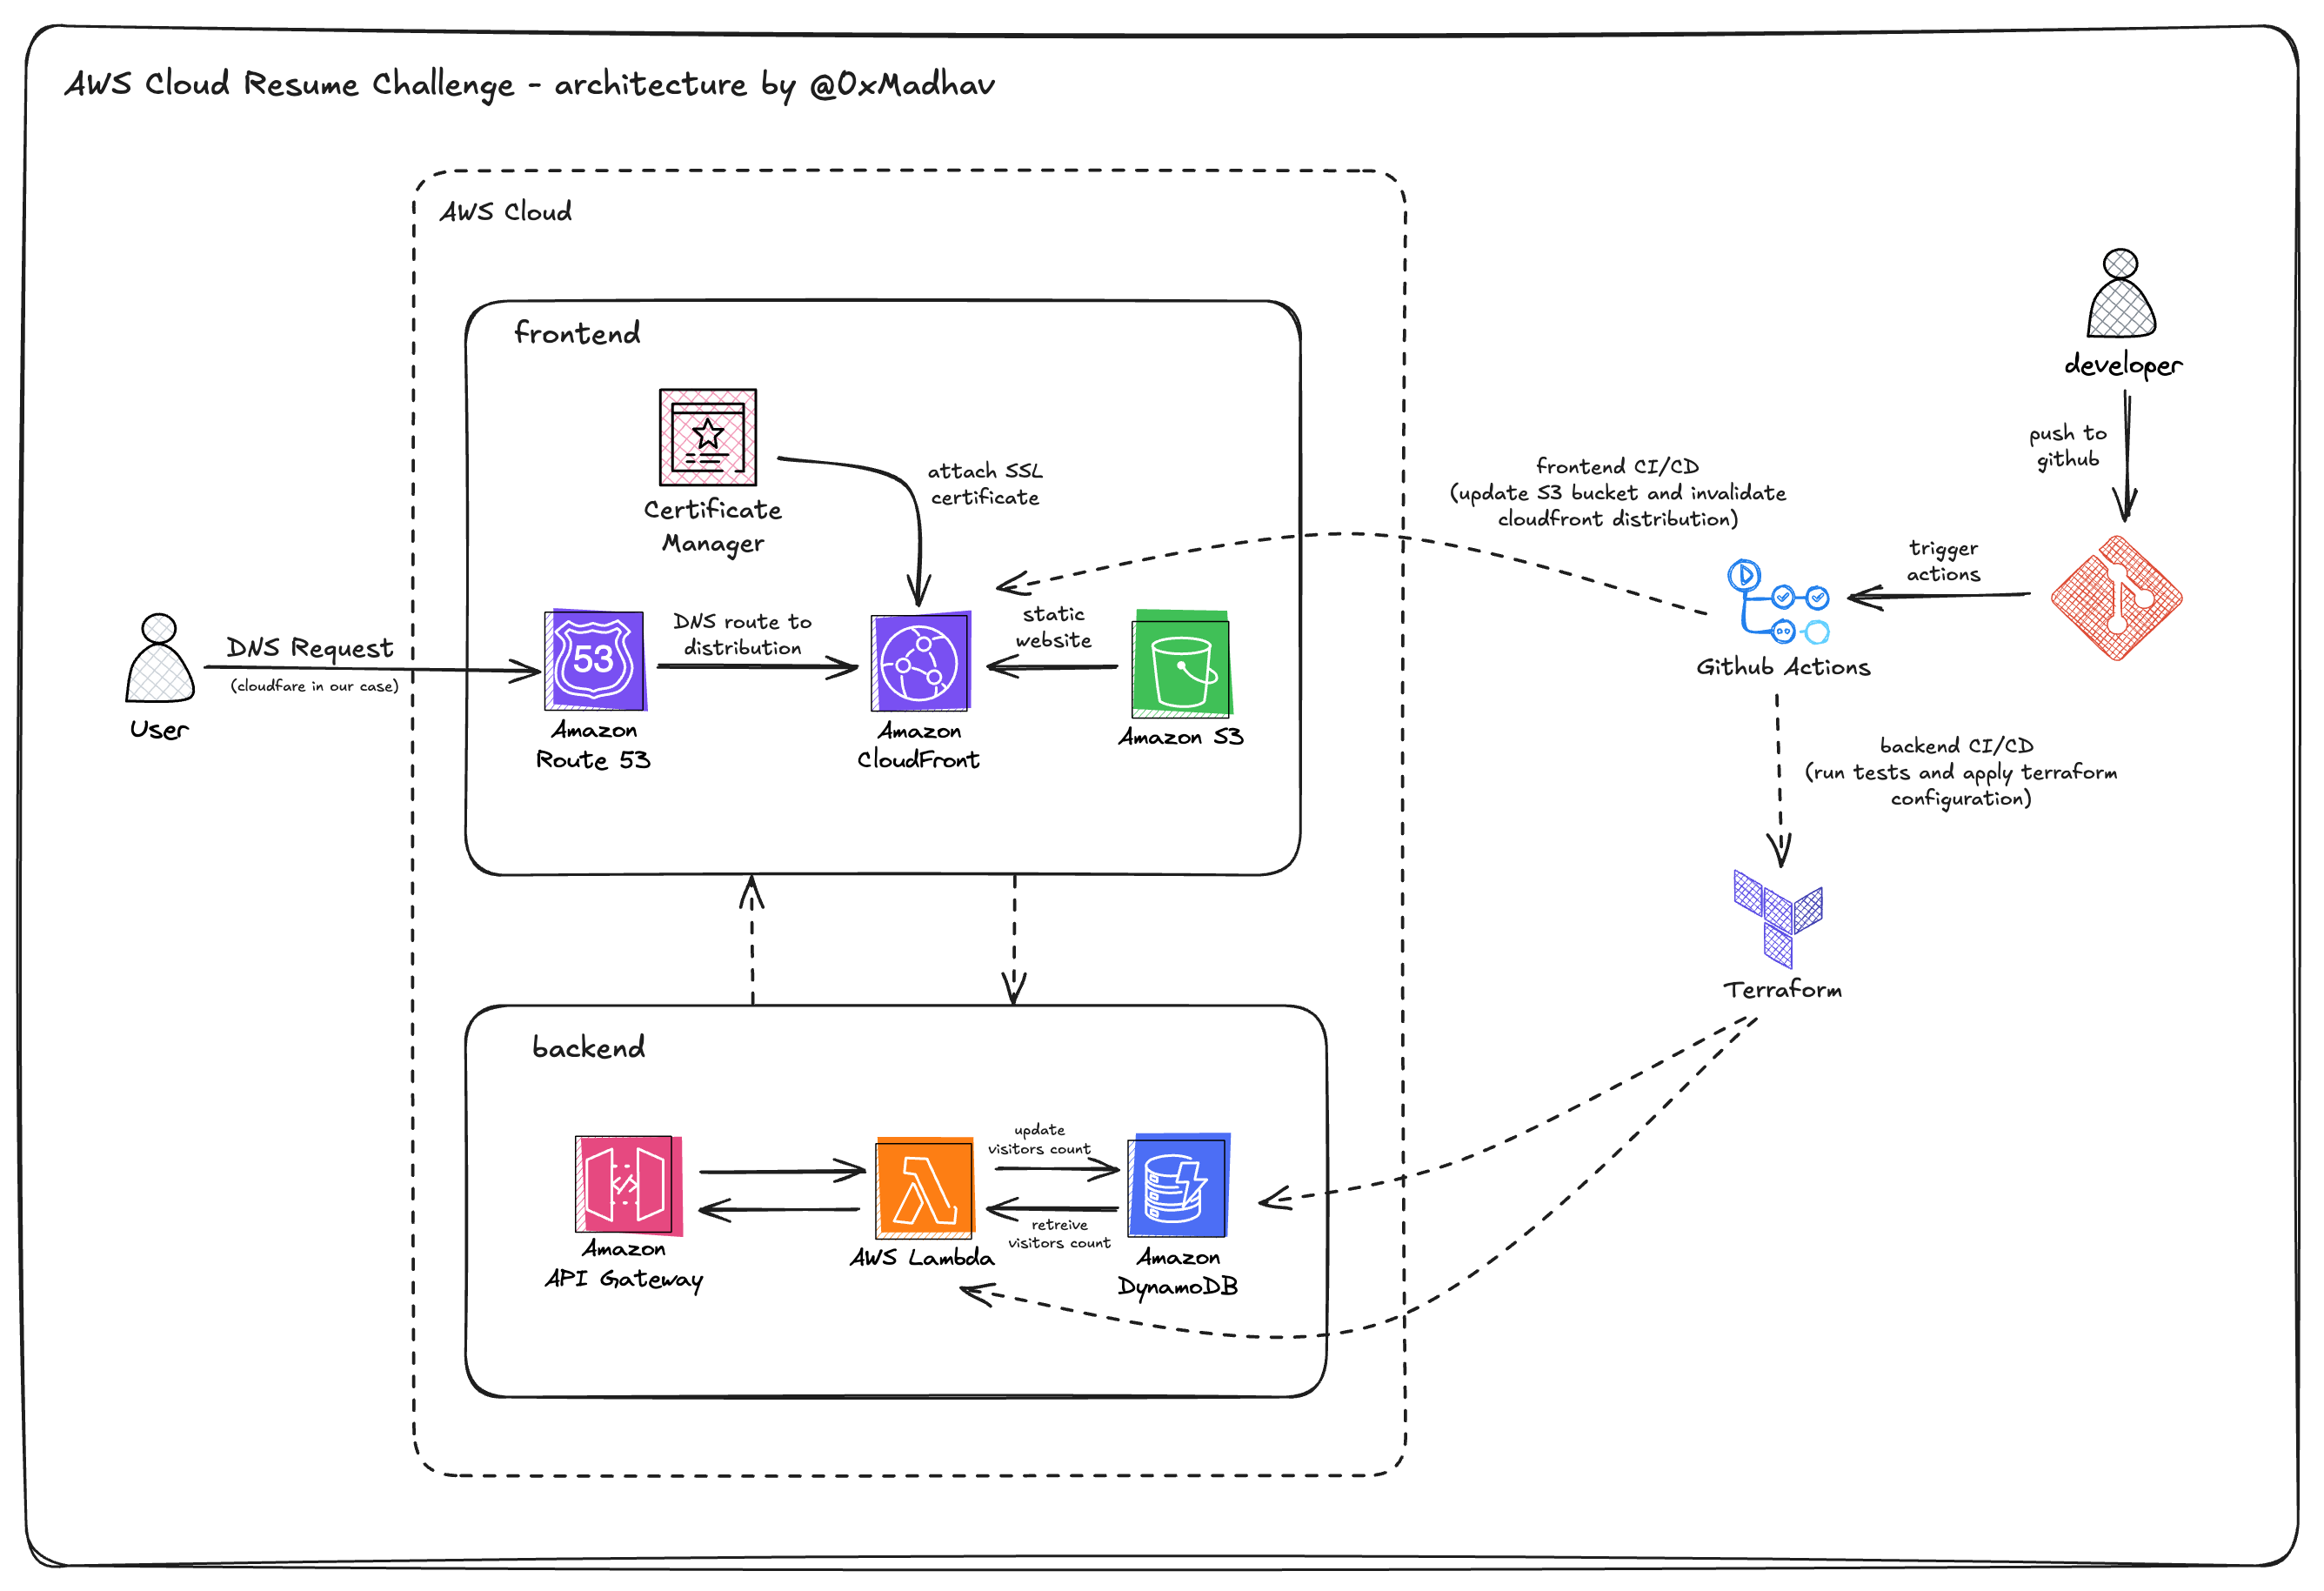 AWS Cloud Resume Challenge - architecture by @0xMadhav
AWS Cloud
frontend
Certificate
Manager
attach SSL
certificate
DNS Request
(cloudfare in our case)
User
53
Amazon
Route 53
DNS route to
distribution
Amazon
CloudFront
static
website
Amazon S3
developer
push to
github
trigger
actions
Github Actions
frontend CI/CD
(update S3 bucket and invalidate
cloudfront distribution)
backend CI/CD
(run tests and apply terraform
configuration)
Terraform
backend
Amazon
API Gateway
AWS Lambda
update
visitors count
retreive
visitors count
Amazon
DynamoDB